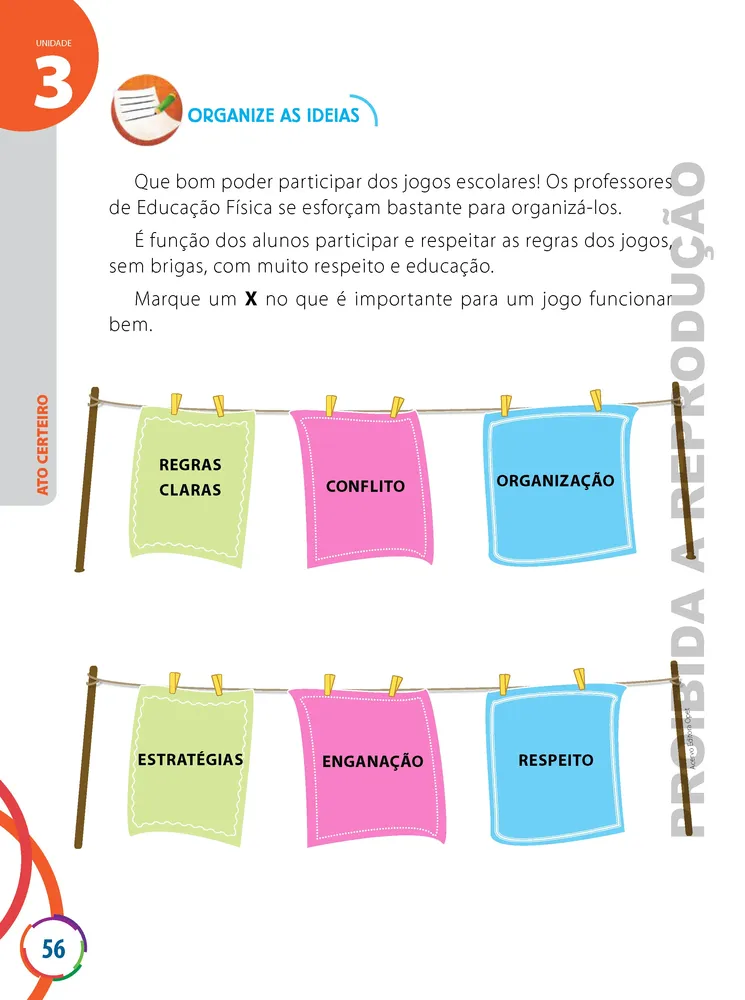 UNIDADE
3
ORGANIZE AS IDEIAS
Que bom poder participar dos jogos escolares! Os professores
de Educação Física se esforçam bastante para organizá-los.
É função dos alunos participar e respeitar as regras dos jogos,
sem brigas, com muito respeito e educação.
Marque um X no que é importante para um jogo funcionar
bem.
ATO CERTEIRO
REGRAS
CLARAS
CONFLITO
ORGANIZAÇÃO
ESTRATÉGIAS
ENGANAÇÃO
RESPEITO
Acervo Editora Opet
PROIBIDA A REPRODUÇÃO
56